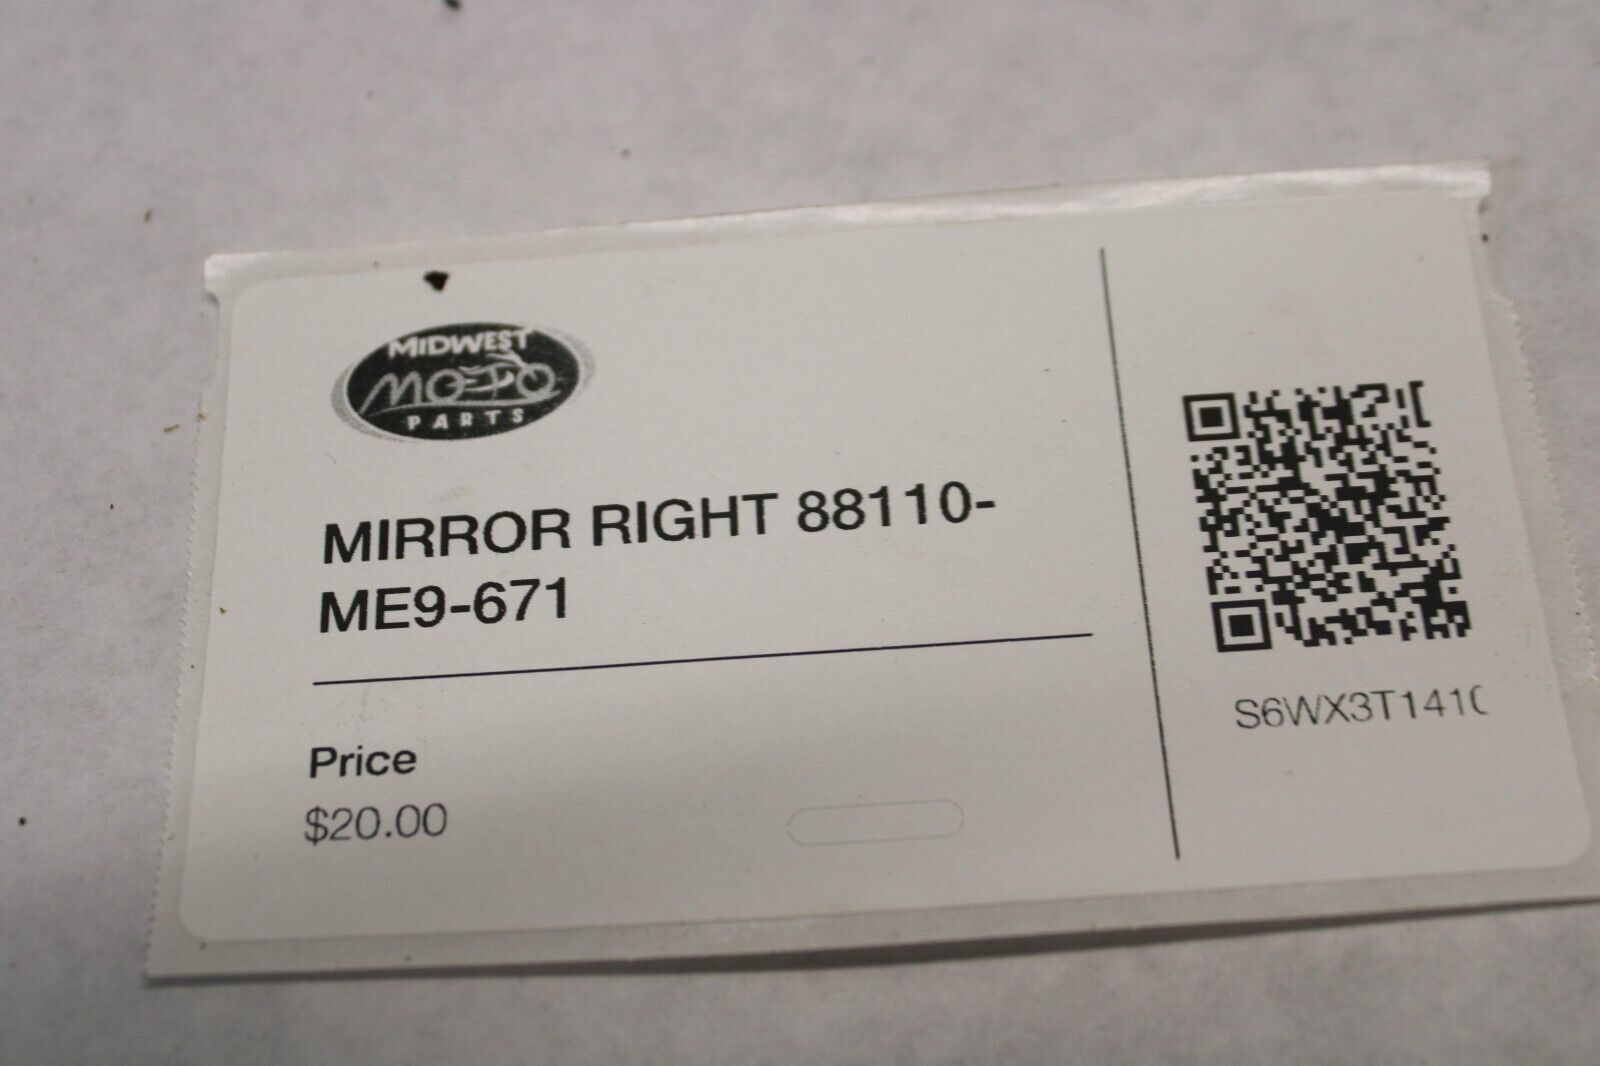 MIDWEST
MOTO
PARTS
MIRROR RIGHT 88110-
ME9-671
Price
$20.00
S6WX3T141